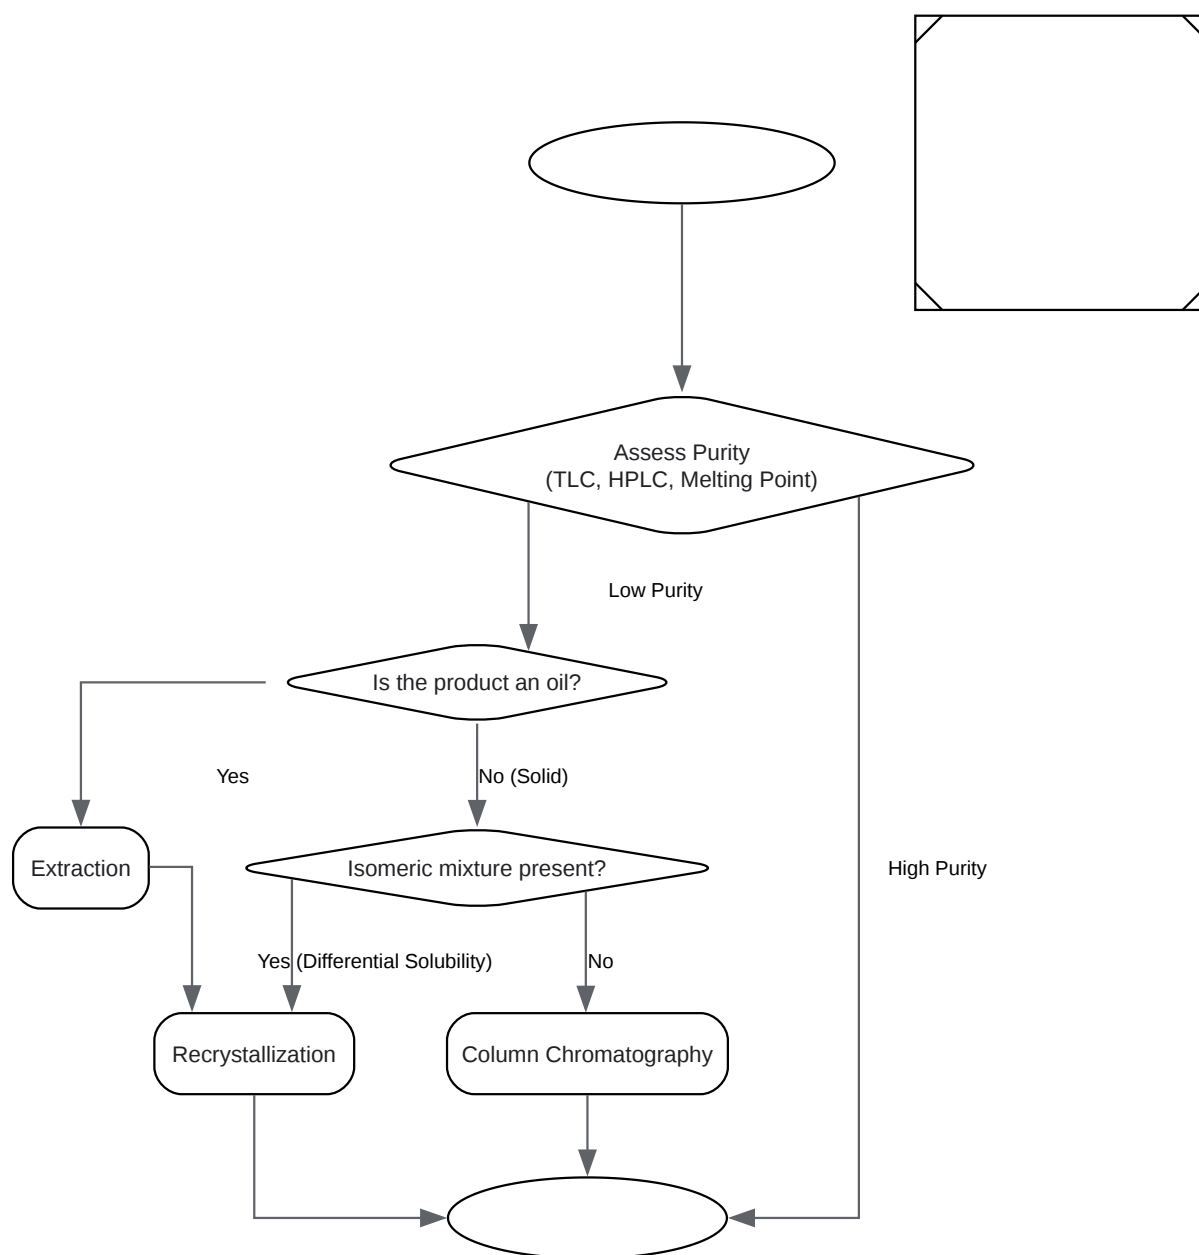 Assess Purity
(TLC, HPLC, Melting Point)
Low Purity
Is the product an oil?
Yes
No (Solid)
Extraction
Isomeric mixture present?
High Purity
Yes (Differential Solubility)
No
Recrystallization
Column Chromatography